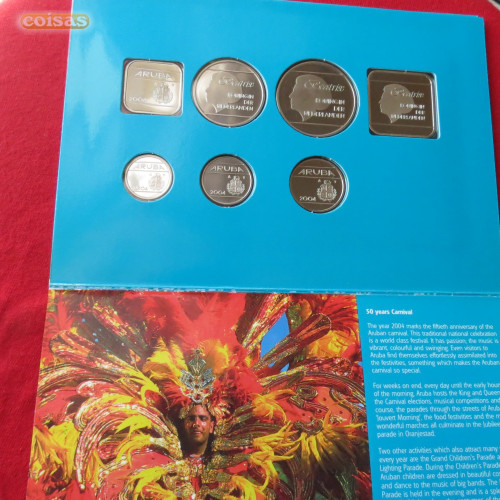 coisas
ARUBA
2004
Beatrix
KONINGIN
DER
NEDERLANDEN
Beatrix
KONINGIN
DER
NEDERLANDEN
KONINGIN
DER
NEDERLANDEN
ARUBA
2004
ARUBA
2004
ARUBA
2004
50 years Carnival
The year 2004 marks the fiftieth anniversary of the
Aruban carnival. This traditional national celebration
is a world class festival. It has passion, the music is
vibrant, colourful and swinging. Even visitors to
Aruba find themselves effortlessly assimilated into
the festivities, something which makes the Aruban
carnival so special.
For weeks on end, every day until the early hours
of the morning, Aruba hosts the King and Queen
the Carnival elections, musical competitions and
course, the parades through the streets of Aruba
'Jouvert Morning', the food festivities and the m
wonderful marches all culminate in the Jubilee
parade in Oranjestad.
Two other activities which also attract many
every year are the Grand Children's Parade a
Lighting Parade. During the Children's Parade
Aruban children are dressed in beautiful co
and dance to the music of big bands. The
Parade is held in the evening and is